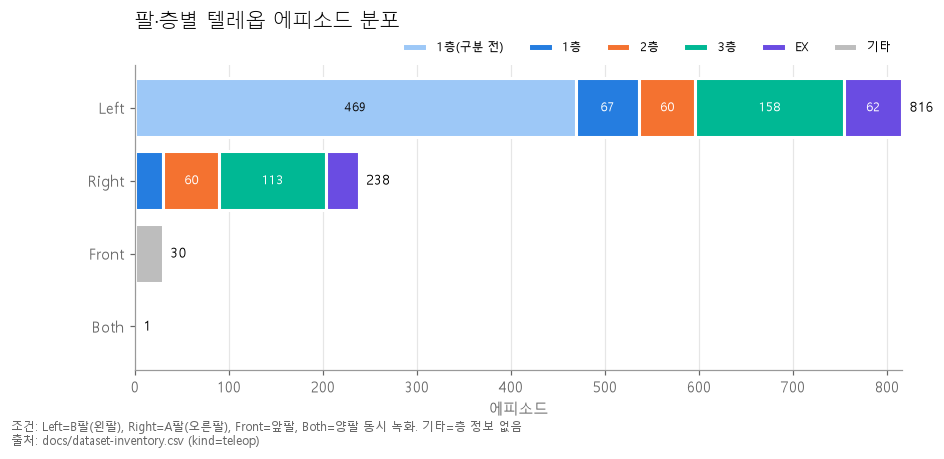 팔·층별 텔레옵 에피소드 분포
1층(구분 전) 1층 2층 3층 EX 기타
Left 469 67 60 158 62 816
Right 60 113 238
Front 30
Both 1
0 100 200 300 400 500 600 700 800
에피소드
조건: Left=B팔(왼팔), Right=A팔(오른팔), Front=앞팔, Both=양팔 동시 녹화. 기타=층 정보 없음
출처: docs/dataset-inventory.csv (kind=teleop)